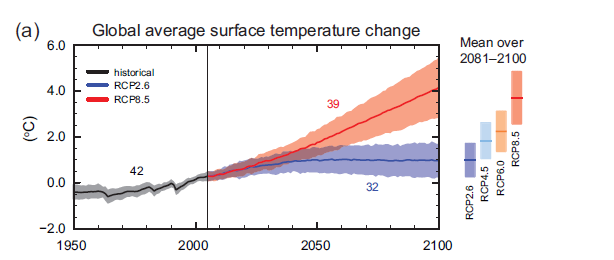 (a) Global average surface temperature change
6.0
4.0
2.0
0.0
−2.0
(°C)
historical
RCP2.6
RCP8.5
42
39
32
1950
2000
2050
2100
Mean over
2081–2100
RCP2.6
RCP4.5
RCP6.0
RCP8.5